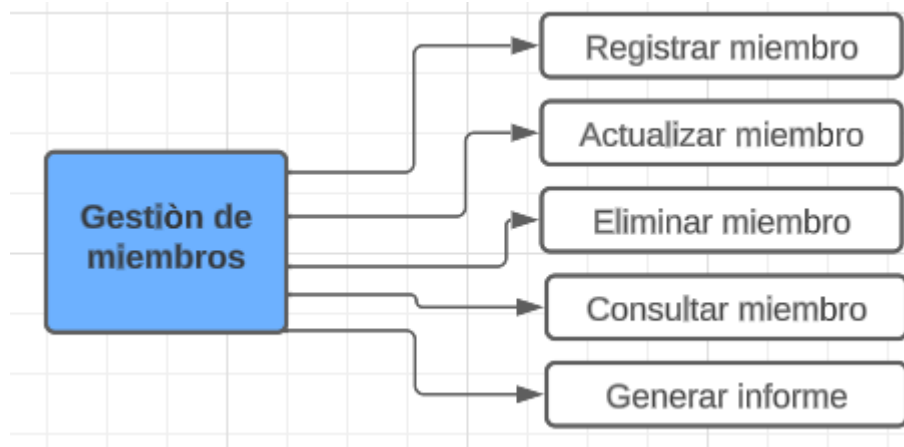 Registrar miembro
Actualizar miembro
Gestiòn de
miembros
Eliminar miembro
Consultar miembro
Generar informe